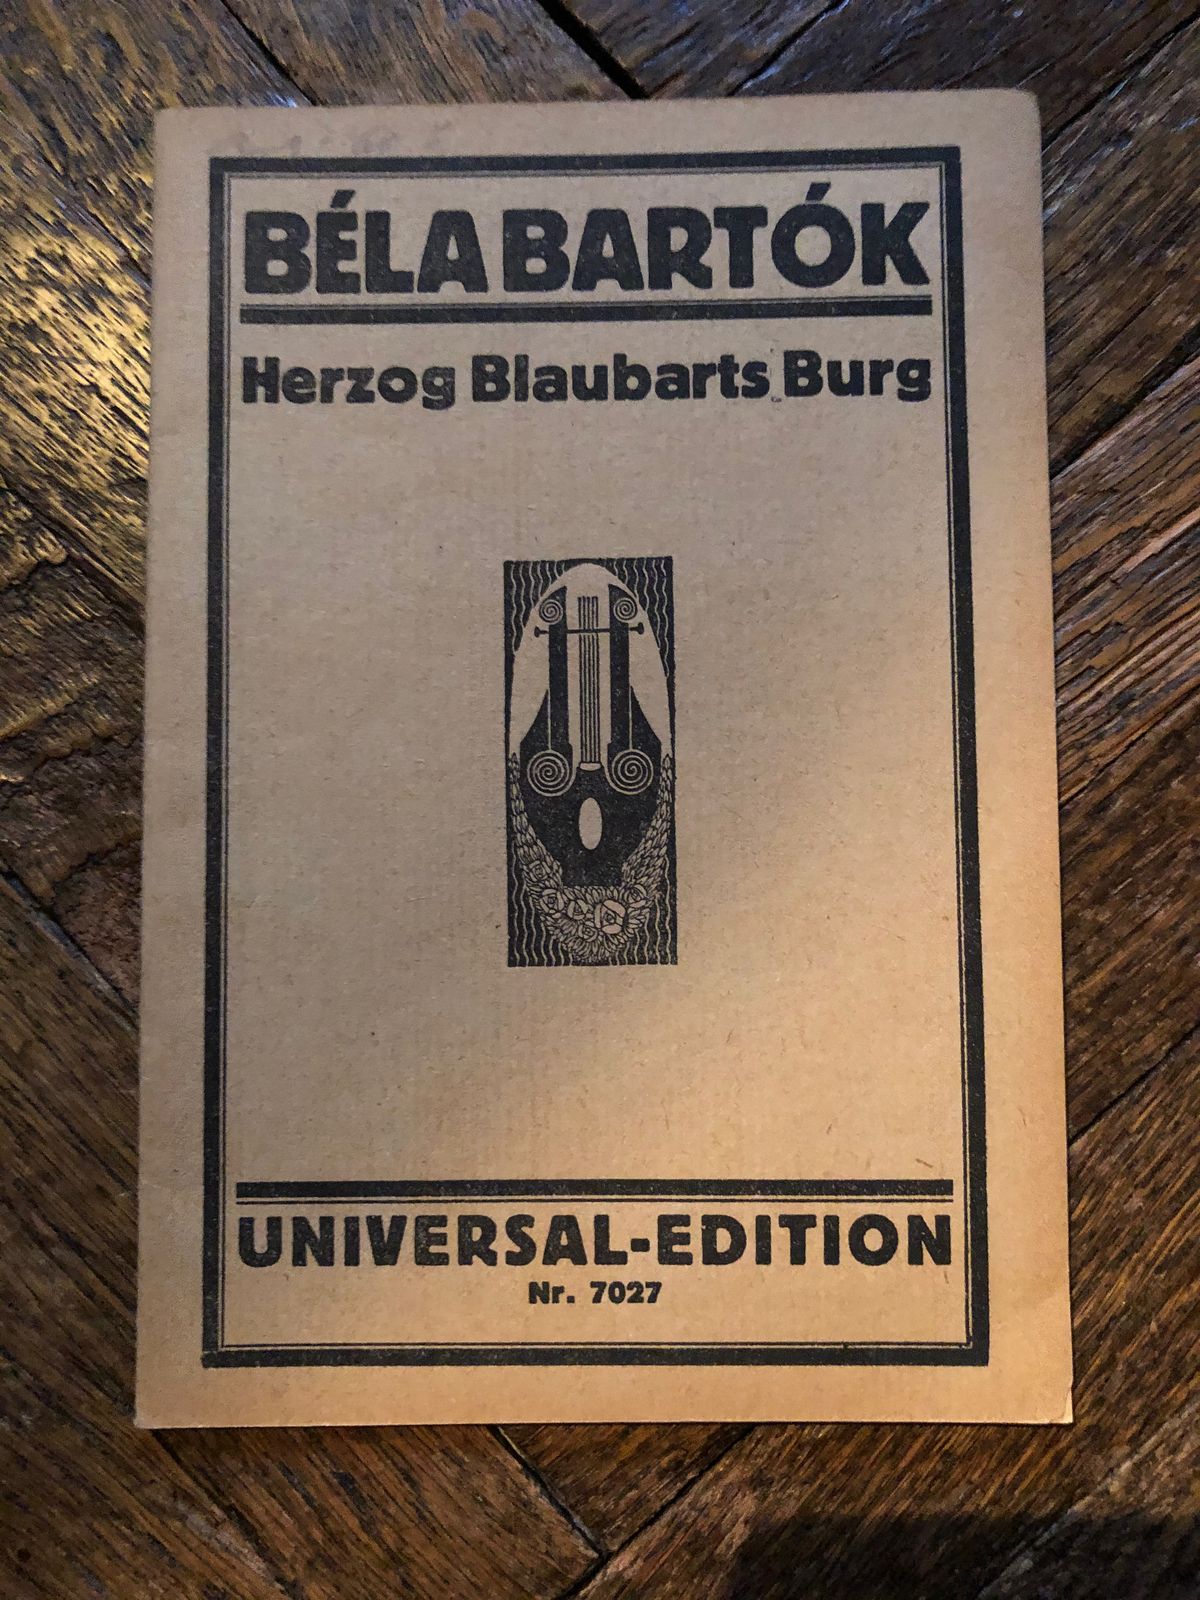 BÉLA BARTÓK
Herzog Blaubarts Burg
UNIVERSAL-EDITION
Nr. 7027